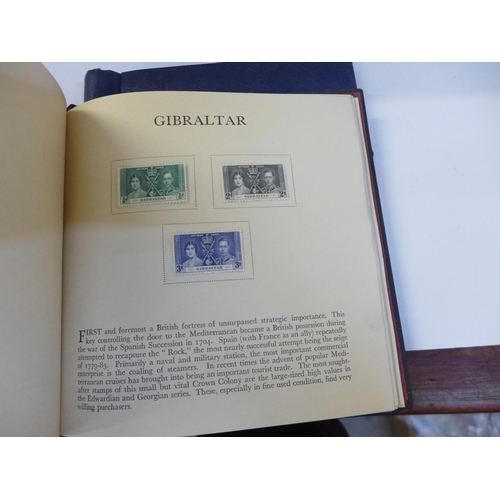 GIBRALTAR
GIBRALTAR
GIBRALTAR
GIBRALTAR
FIRST and foremost a British fortress of unsurpassed strategic importance. This
key controlling the door to the Mediterranean became a British possession during
the war of the Spanish Succession in 1704. Spain (with France as an ally) repeatedly
attempted to recapture the "Rock," the most nearly successful attempt being the siege
of 1779-83. Primarily a naval and military station, the most important commercial
enterprise is the coaling of steamers. In recent times the advent of popular Medi-
terranean cruises has brought into being an important tourist trade. The most sought-
after stamps of this small but vital Crown Colony are the large-sized high values in
the Edwardian and Georgian series. These, especially in fine used condition, find very
willing purchasers.